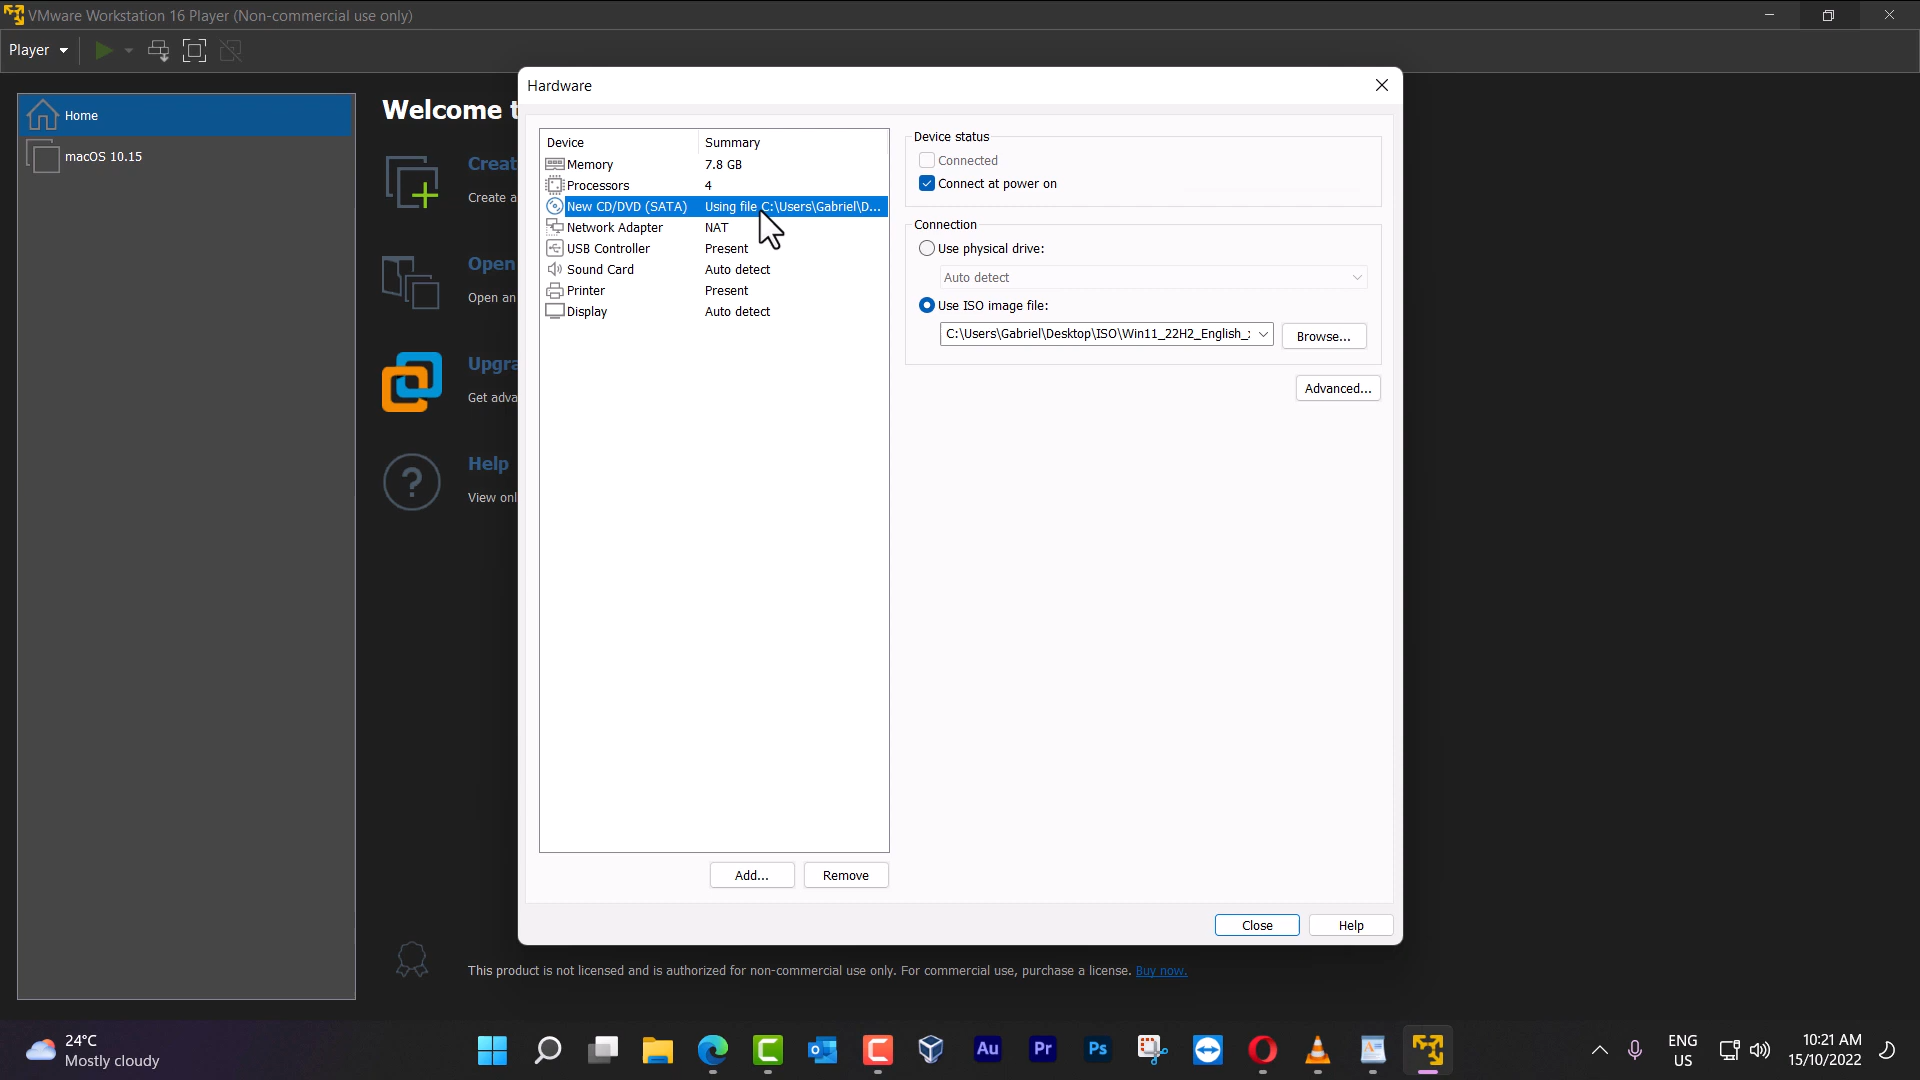 VMware Workstation 16 Player (Non-commercial use only)
Player
Home
macOS 10.15
Welcome t
Creat
Create a
Open
Open an
Upgra
Get adva
Help
View onl
Hardware
Device Summary
Memory 7.8 GB
Processors 4
New CD/DVD (SATA) Using file C:\Users\Gabriel\D...
Network Adapter NAT
USB Controller Present
Sound Card Auto detect
Printer Present
Display Auto detect
Add... Remove
Device status
Connected
Connect at power on
Connection
Use physical drive:
Auto detect
Use ISO image file:
C:\Users\Gabriel\Desktop\ISO\Win11_22H2_English_
Browse...
Advanced...
Close Help
This product is not licensed and is authorized for non-commercial use only. For commercial use, purchase a license. Buy now.
24°C
Mostly cloudy
Au Pr Ps
ENG
US
10:21 AM
15/10/2022